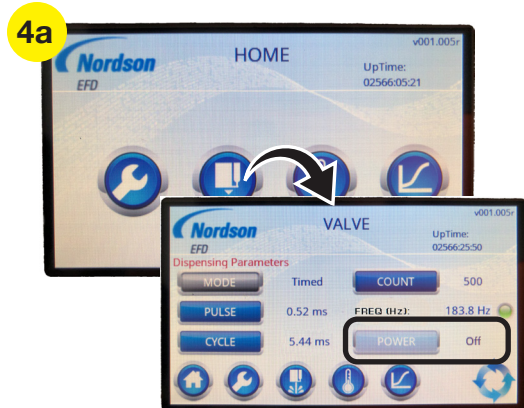 4a
Nordson
EFD
HOME
v001.005r
UpTime:
02566:05:21
Nordson
EFD
VALVE
v001.005r
UpTime:
02566:25:50
Dispensing Parameters
MODE Timed COUNT 500
PULSE 0.52 ms FREQ (Hz): 183.8 Hz
CYCLE 5.44 ms POWER Off